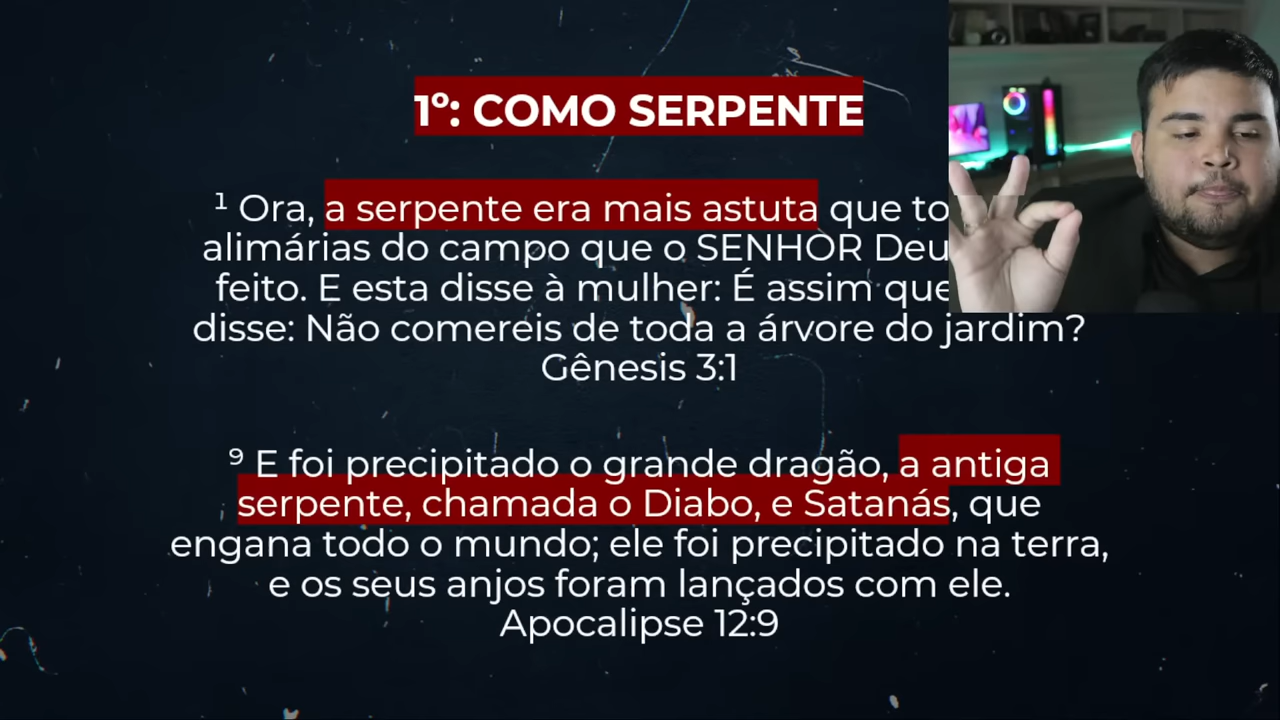 1º: COMO SERPENTE
¹ Ora, a serpente era mais astuta que
alimárias do campo que o SENHOR
feito. E esta disse à mulher: É assim que
disse: Não comereis de toda a árvore do jardim?
Gênesis 3:1
⁹ E foi precipitado o grande dragão, a antiga
serpente, chamada o Diabo, e Satanás, que
engana todo o mundo; ele foi precipitado na terra,
e os seus anjos foram lançados com ele.
Apocalipse 12:9